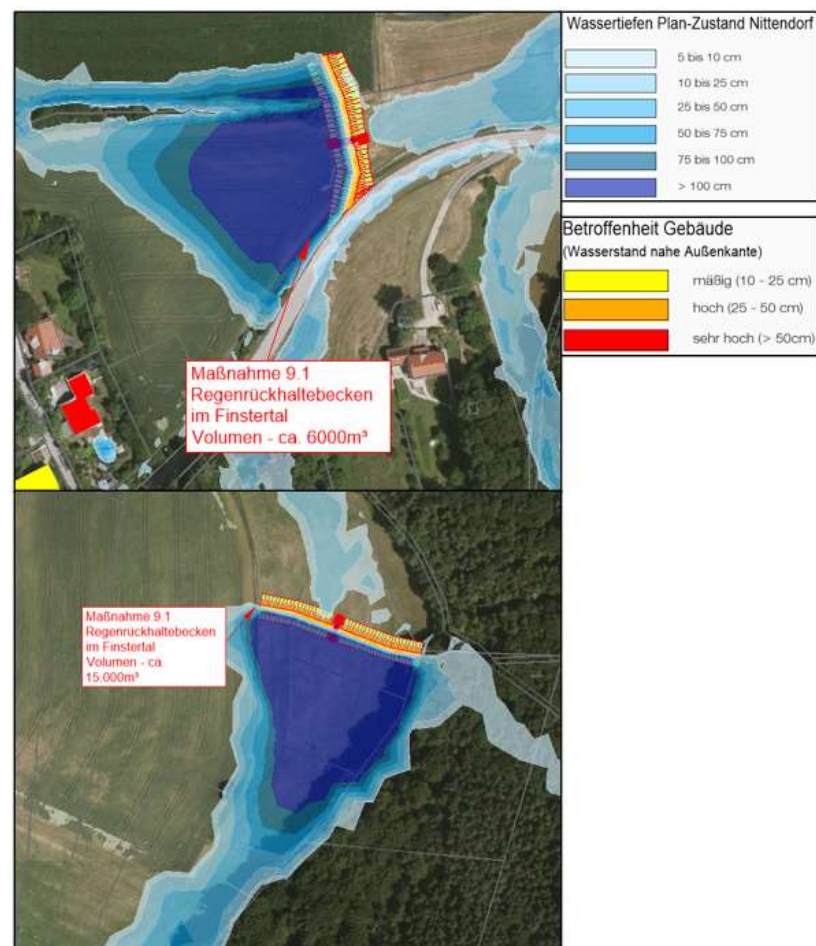 Wassertiefen Plan-Zustand Nittendorf
5 bis 10 cm
10 bis 25 cm
25 bis 50 cm
50 bis 75 cm
75 bis 100 cm
> 100 cm
Betroffenheit Gebäude
(Wasserstand nahe Außenkante)
mäßig (10 - 25 cm)
hoch (25 - 50 cm)
sehr hoch (> 50cm)
Maßnahme 9.1
Regenrückhaltebecken
im Finstertal
Volumen - ca. 6000m³
Maßnahme 9.1
Regenrückhaltebecken
im Finstertal
Volumen - ca.
15.000m³